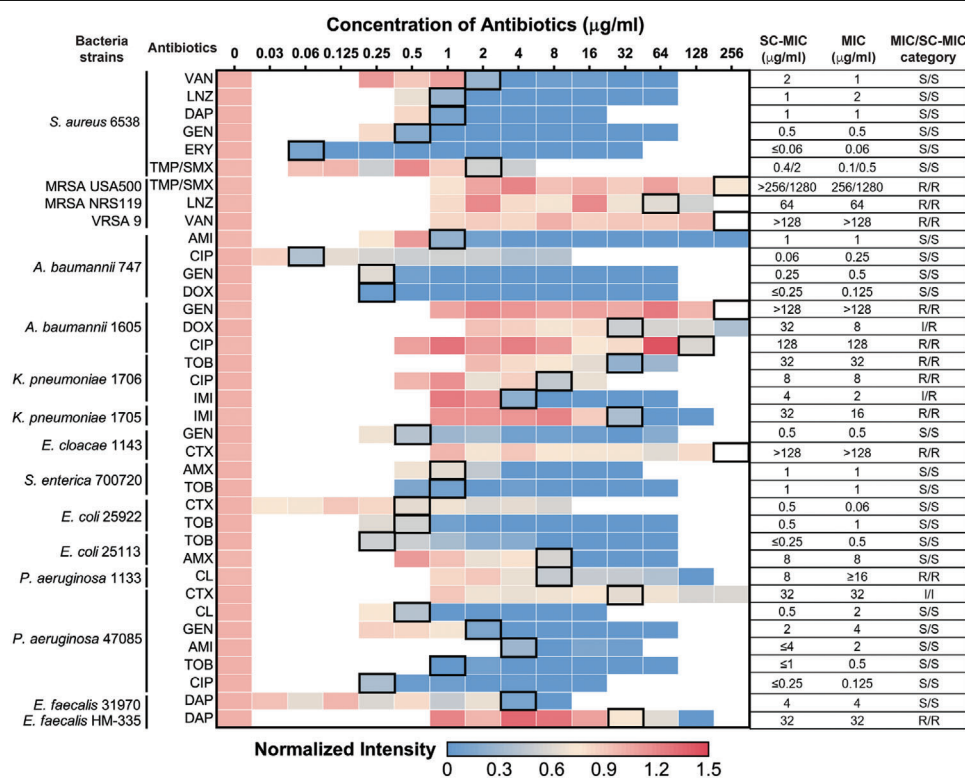 Concentration of Antibiotics (μg/ml)
Bacteria strains Antibiotics 0 0.03 0.06 0.125 0.25 0.5 1 2 4 8 16 32 64 128 256 SC-MIC (μg/ml) MIC (μg/ml) MIC/SC-MIC category
S. aureus 6538 VAN 2 1 S/S
LNZ 1 2 S/S
DAP 1 1 S/S
GEN 0.5 0.5 S/S
ERY ≤0.06 0.06 S/S
TMP/SMX 0.4/2 0.1/0.5 S/S
MRSA USA500 TMP/SMX >256/1280 256/1280 R/R
MRSA NRS119 LNZ 64 64 R/R
VRSA 9 VAN >128 >128 R/R
A. baumannii 747 AMI 1 1 S/S
CIP 0.06 0.25 S/S
GEN 0.25 0.5 S/S
DOX ≤0.25 0.125 S/S
A. baumannii 1605 GEN >128 >128 R/R
DOX 32 8 I/R
CIP 128 128 R/R
K. pneumoniae 1706 TOB 32 32 R/R
CIP 8 8 R/R
IMI 4 2 I/R
K. pneumoniae 1705 IMI 32 16 R/R
E. cloacae 1143 GEN 0.5 0.5 S/S
CTX >128 >128 R/R
S. enterica 700720 AMX 1 1 S/S
TOB 1 1 S/S
E. coli 25922 CTX 0.5 0.06 S/S
TOB 0.5 1 S/S
E. coli 25113 TOB ≤0.25 0.5 S/S
AMX 8 8 S/S
P. aeruginosa 1133 CL 8 ≥16 R/R
P. aeruginosa 47085 CTX 32 32 I/I
CL 0.5 2 S/S
GEN 2 4 S/S
AMI ≤4 2 S/S
TOB ≤1 0.5 S/S
CIP ≤0.25 0.125 S/S
E. faecalis 31970 DAP 4 4 S/S
E. faecalis HM-335 DAP 32 32 R/R
Normalized Intensity
0 0.3 0.6 0.9 1.2 1.5